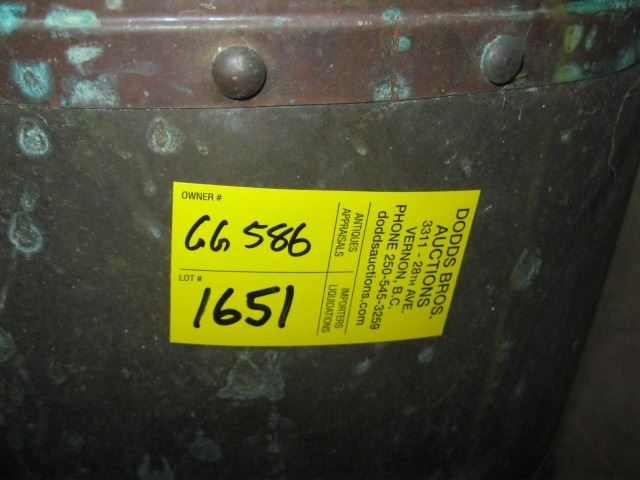 OWNER #
GG 586
LOT #
1651
ANTIQUES
APPRAISALS
IMPORTERS
LIQUIDATIONS
DODDS BROS.
AUCTIONS
3311 - 28TH AVE.
VERNON, B.C.
PHONE 250-545-3259
doddsauctions.com